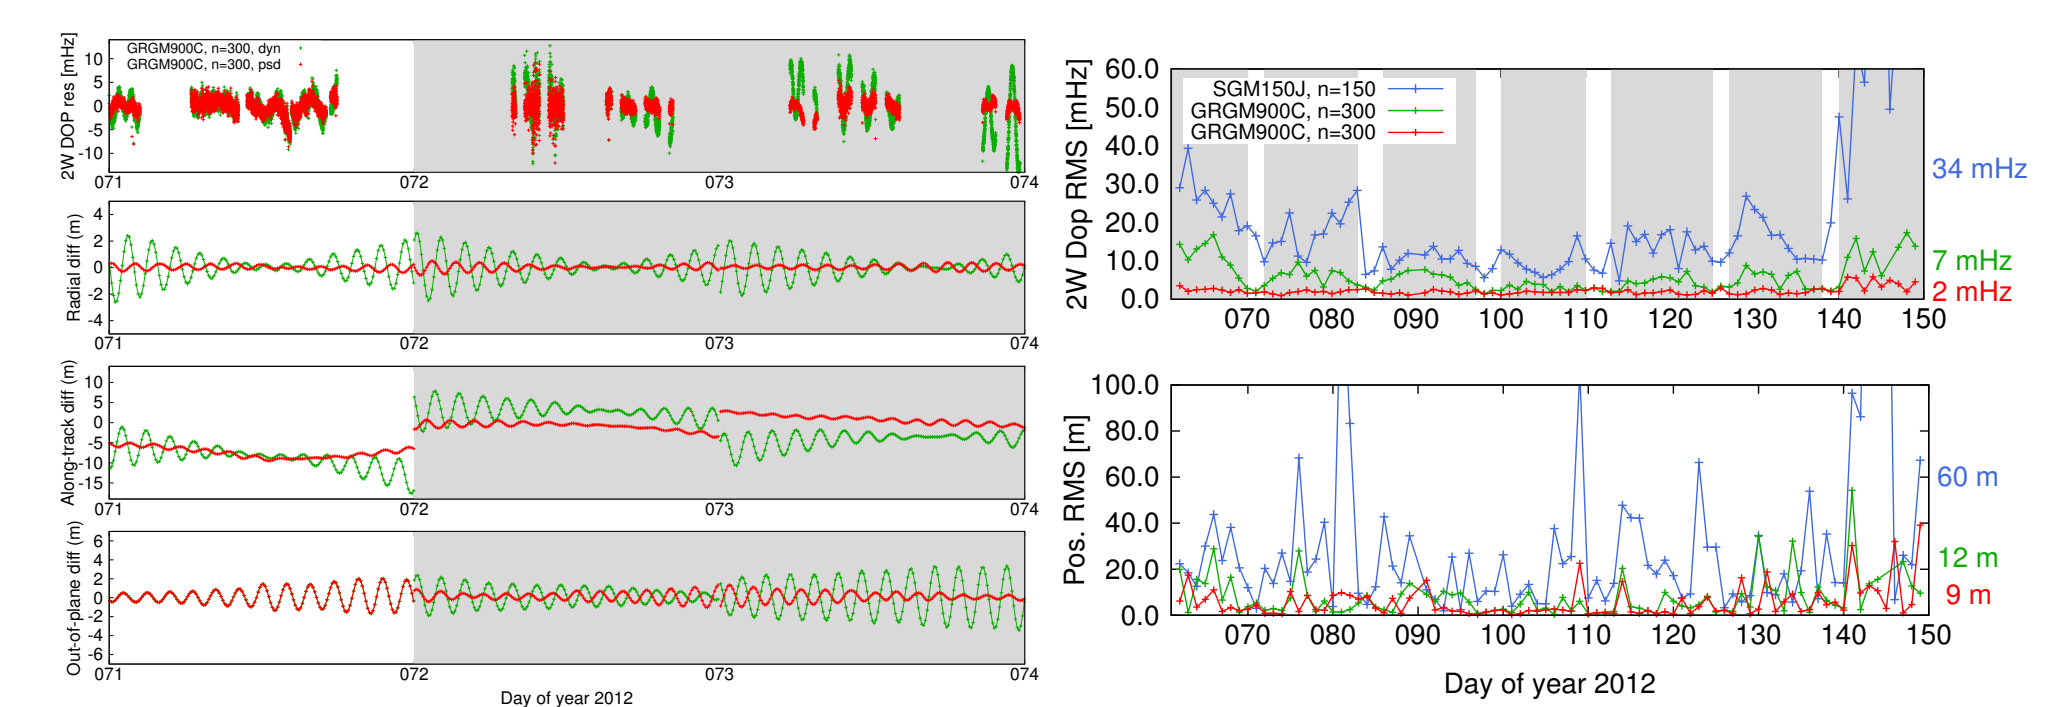 2W DOP res [mHz]
GRGM900C, n=300, dyn
GRGM900C, n=300, psd
10
5
0
-5
-10
071 072 073 074
Radial diff (m)
4
2
0
-2
-4
071 072 073 074
Along-track diff (m)
10
5
0
-5
-10
-15
071 072 073 074
Out-of-plane diff (m)
6
4
2
0
-2
-4
-6
071 072 073 074
Day of year 2012
2W Dop RMS [mHz]
60.0
50.0
40.0
30.0
20.0
10.0
0.0
SGM150J, n=150
GRGM900C, n=300
GRGM900C, n=300
34 mHz
7 mHz
2 mHz
070 080 090 100 110 120 130 140 150
Pos. RMS [m]
100.0
80.0
60.0
40.0
20.0
0.0
60 m
12 m
9 m
070 080 090 100 110 120 130 140 150
Day of year 2012